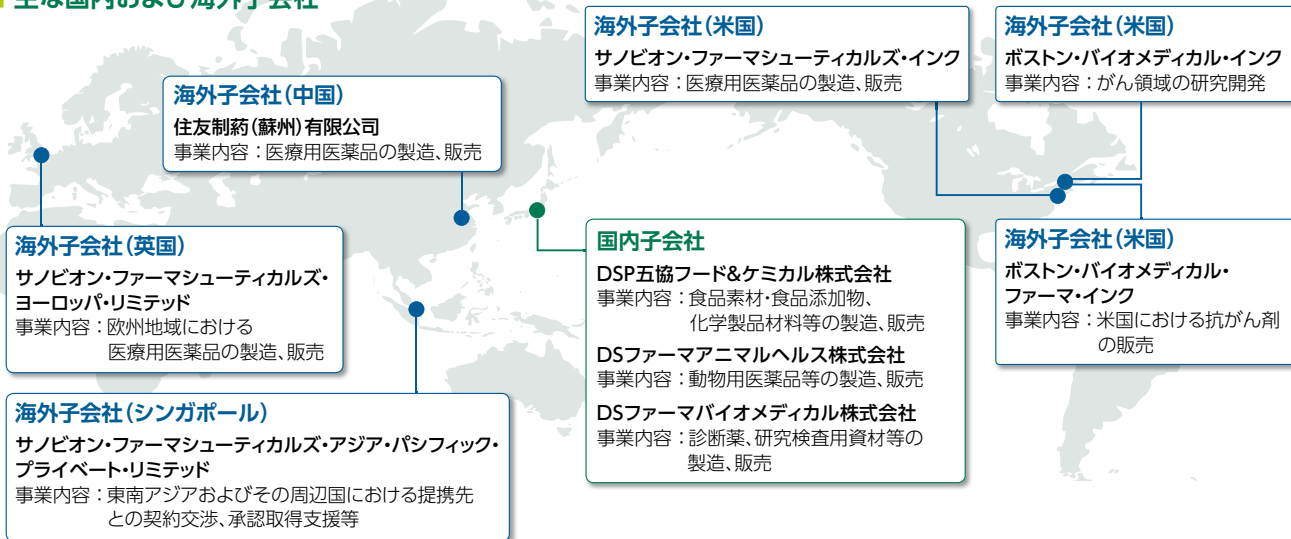 主な国内および海外子会社
海外子会社(米国)
サノビオン・ファーマシューティカルズ・インク
事業内容：医療用医薬品の製造、販売
海外子会社(米国)
ボストン・バイオメディカル・インク
事業内容：がん領域の研究開発
海外子会社(中国)
住友制葯(蘇州)有限公司
事業内容：医療用医薬品の製造、販売
海外子会社(英国)
サノビオン・ファーマシューティカルズ・
ヨーロッパ・リミテッド
事業内容：欧州地域における
医療用医薬品の製造、販売
国内子会社
DSP五協フード&ケミカル株式会社
事業内容：食品素材・食品添加物、
化学製品材料等の製造、販売
DSファーマアニマルヘルス株式会社
事業内容：動物用医薬品等の製造、販売
DSファーマバイオメディカル株式会社
事業内容：診断薬、研究検査用資材等の
製造、販売
海外子会社(米国)
ボストン・バイオメディカル・
ファーマ・インク
事業内容：米国における抗がん剤
の販売
海外子会社(シンガポール)
サノビオン・ファーマシューティカルズ・アジア・パシフィック・
プライベート・リミテッド
事業内容：東南アジアおよびその周辺国における提携先
との契約交渉、承認取得支援等